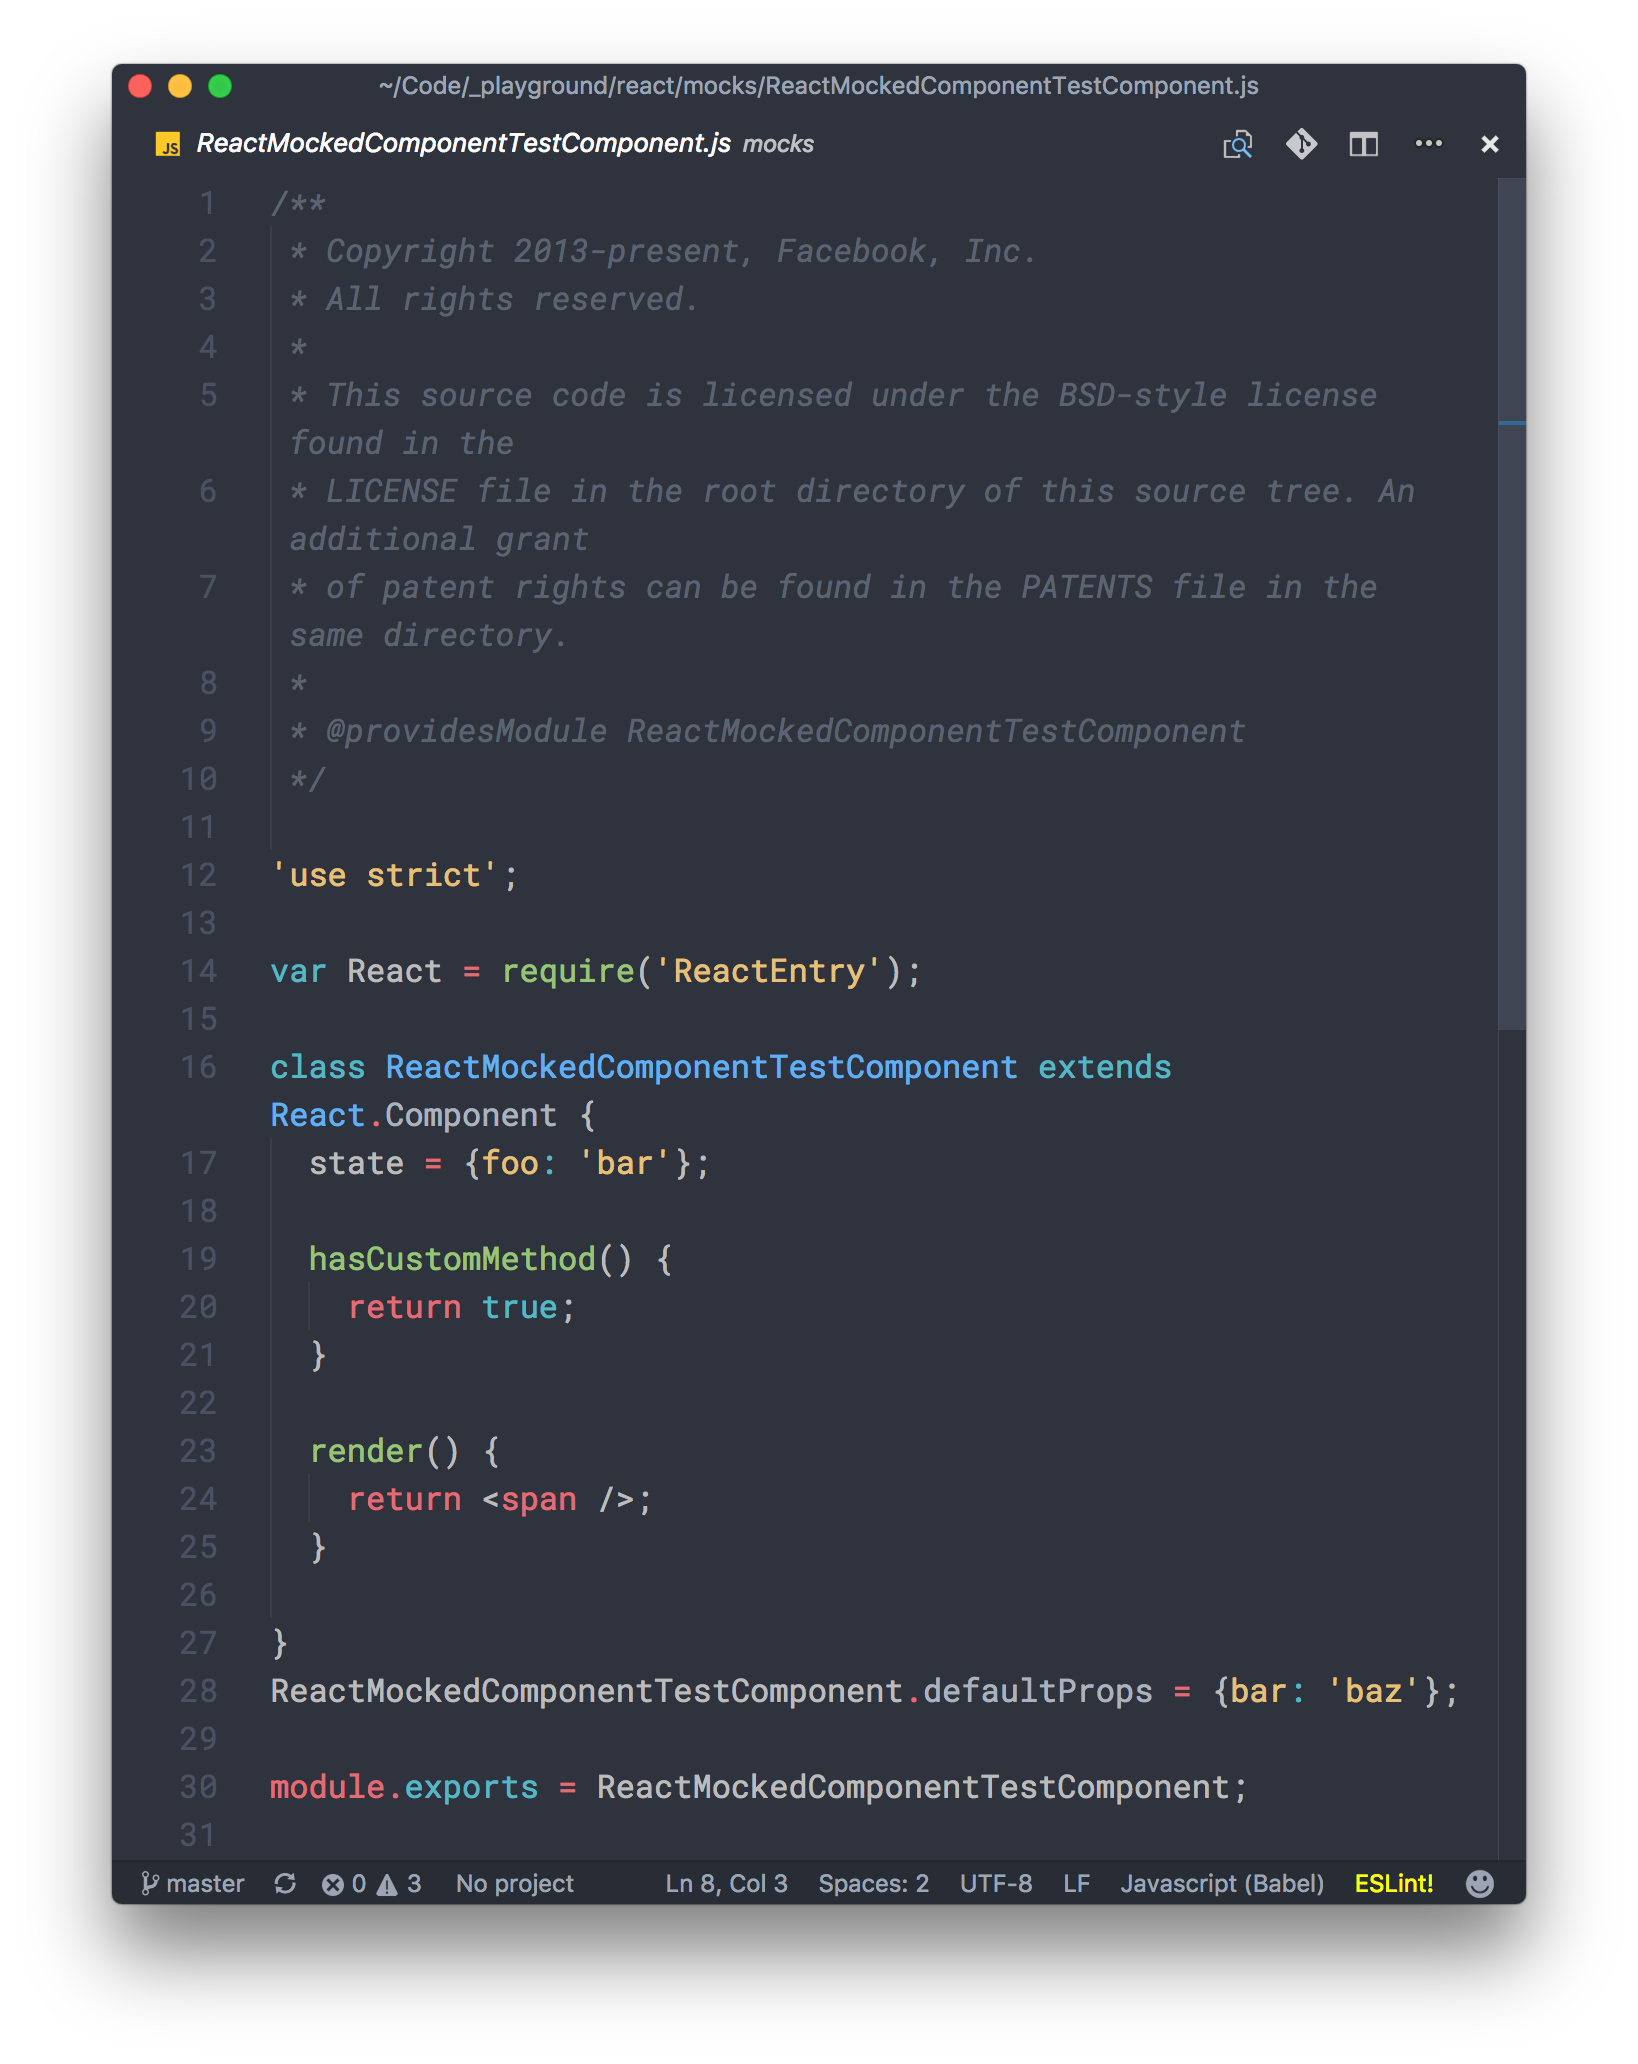 ~/Code/_playground/react/mocks/ReactMockedComponentTestComponent.js
JS ReactMockedComponentTestComponent.js mocks
1 /**
2  * Copyright 2013-present, Facebook, Inc.
3  * All rights reserved.
4  *
5  * This source code is licensed under the BSD-style license
found in the
6  * LICENSE file in the root directory of this source tree. An
additional grant
7  * of patent rights can be found in the PATENTS file in the
same directory.
8  *
9  * @providesModule ReactMockedComponentTestComponent
10  */
11
12 'use strict';
13
14 var React = require('ReactEntry');
15
16 class ReactMockedComponentTestComponent extends
React.Component {
17   state = {foo: 'bar'};
18
19   hasCustomMethod() {
20     return true;
21   }
22
23   render() {
24     return <span />;
25   }
26
27 }
28 ReactMockedComponentTestComponent.defaultProps = {bar: 'baz'};
29
30 module.exports = ReactMockedComponentTestComponent;
31
master 0 3 No project Ln 8, Col 3 Spaces: 2 UTF-8 LF Javascript (Babel) ESLint!